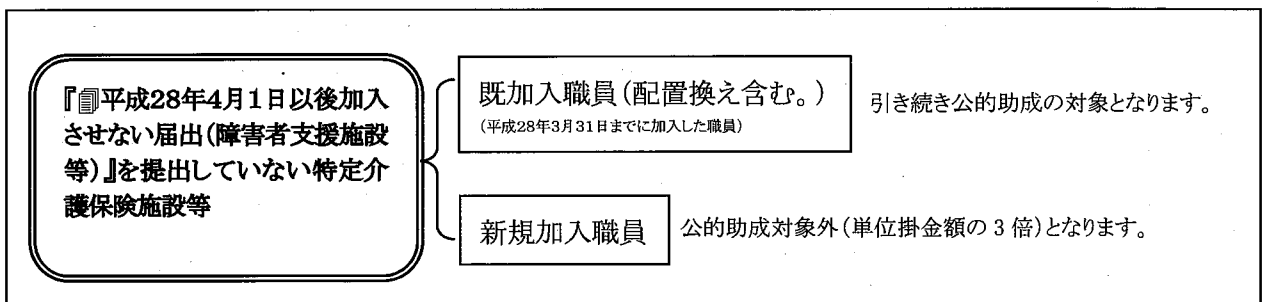 『🗐平成28年4月1日以後加入
させない届出(障害者支援施設
等)』を提出していない特定介
護保険施設等
既加入職員(配置換え含む。)
(平成28年3月31日までに加入した職員)
引き続き公的助成の対象となります。
新規加入職員
公的助成対象外(単位掛金額の3倍)となります。